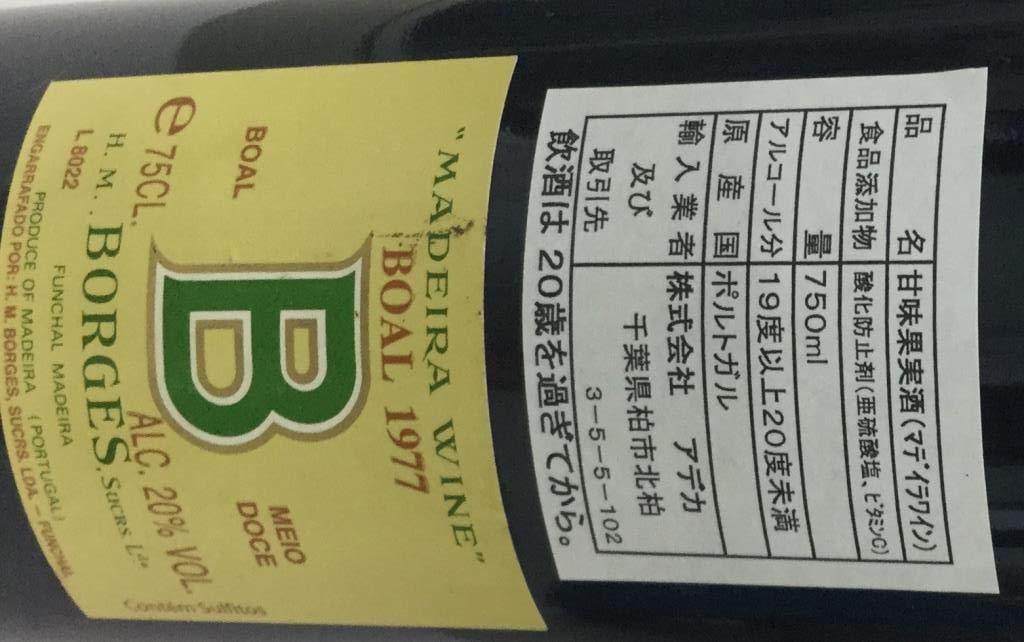 品名 甘味果実酒(マデイラワイン)
食品添加物 酸化防止剤(亜硫酸塩、ビタミンC)
容量 750ml
アルコール分 19度以上20度未満
原産国 ポルトガル
輸入業者 株式会社 アデカ
及び 千葉県柏市北柏
取引先 3-5-5-102
飲酒は 20歳を過ぎてから。
"MADEIRA WINE"
BOAL 1977
BOAL
B
MEIO
DOCE
e 75CL.
ALC. 20% VOL.
H. M. BORGES, Sucrs. Lda
L 8022
FUNCHAL MADEIRA
PRODUCE OF MADEIRA (PORTUGAL)
ENGARRAFADO POR: H. M. BORGES, SUCRS, LDA. – FUNCHAL
Contém Sulfitos